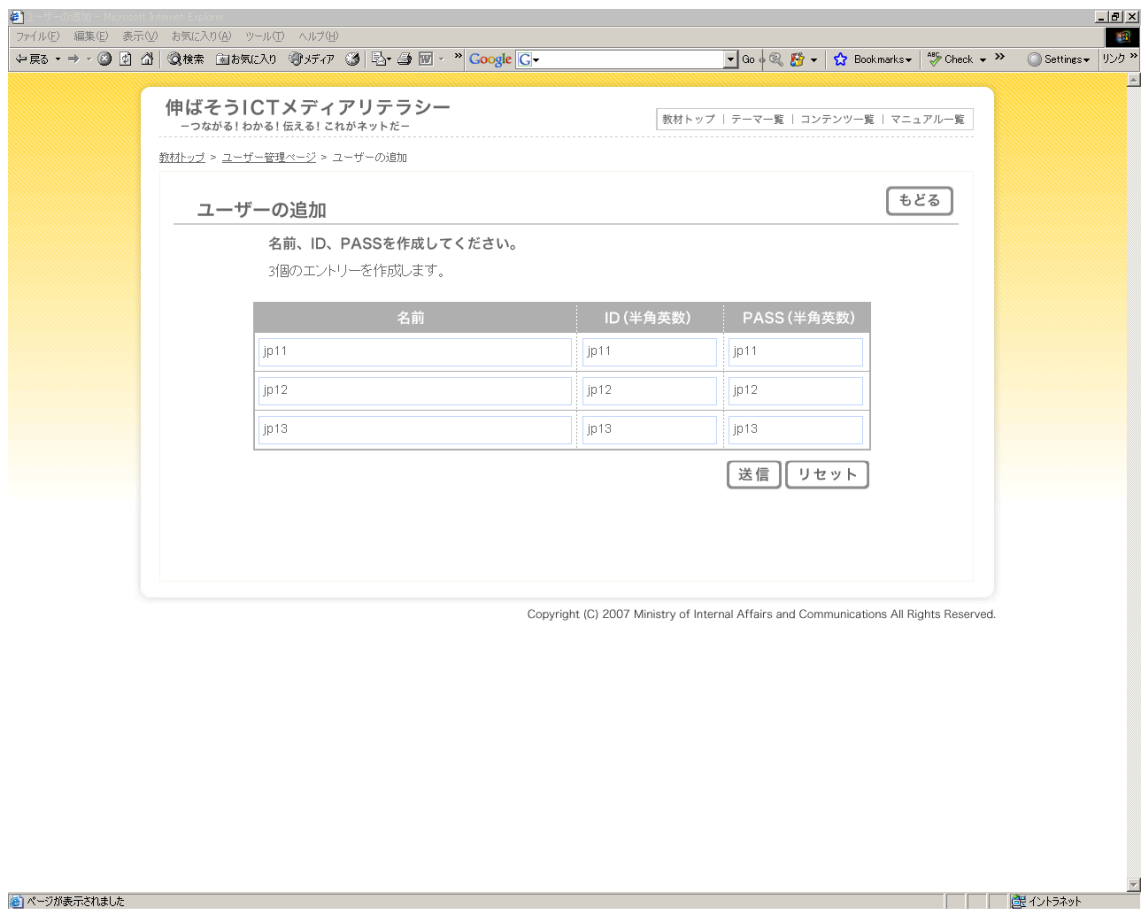 ユーザーの追加 - Microsoft Internet Explorer
ファイル(F) 編集(E) 表示(V) お気に入り(A) ツール(T) ヘルプ(H)
戻る 検索 お気に入り メディア » Google G Go Bookmarks ABC Check » Settings リンク »
伸ばそうICTメディアリテラシー
－つながる！わかる！伝える！これがネットだ－
教材トップ | テーマ一覧 | コンテンツ一覧 | マニュアル一覧
教材トップ > ユーザー管理ページ > ユーザーの追加
もどる
ユーザーの追加
名前、ID、PASSを作成してください。
3個のエントリーを作成します。
名前 ID(半角英数) PASS(半角英数)
jp11 jp11 jp11
jp12 jp12 jp12
jp13 jp13 jp13
送信 リセット
Copyright (C) 2007 Ministry of Internal Affairs and Communications All Rights Reserved.
ページが表示されました イントラネット